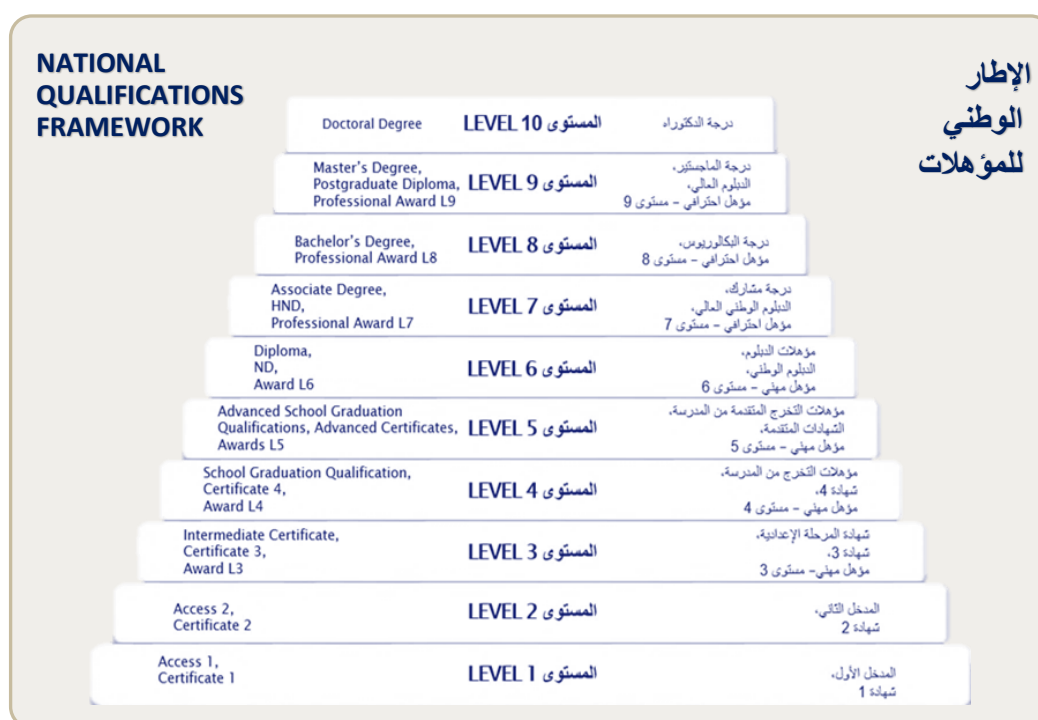 NATIONAL
QUALIFICATIONS
FRAMEWORK
الإطار
الوطني
للمؤهلات
Doctoral Degree
LEVEL 10 المستوى
درجة الدكتوراه
Master's Degree,
Postgraduate Diploma,
Professional Award L9
LEVEL 9 المستوى
درجة الماجستير،
الدبلوم العالي،
مؤهل احترافي – مستوى 9
Bachelor's Degree,
Professional Award L8
LEVEL 8 المستوى
درجة البكالوريوس،
مؤهل احترافي – مستوى 8
Associate Degree,
HND,
Professional Award L7
LEVEL 7 المستوى
درجة مشارك،
الدبلوم الوطني العالي،
مؤهل احترافي – مستوى 7
Diploma,
ND,
Award L6
LEVEL 6 المستوى
مؤهلات الدبلوم،
الدبلوم الوطني،
مؤهل مهني – مستوى 6
Advanced School Graduation
Qualifications, Advanced Certificates,
Awards L5
LEVEL 5 المستوى
مؤهلات التخرج المتقدمة من المدرسة،
الشهادات المتقدمة،
مؤهل مهني – مستوى 5
School Graduation Qualification,
Certificate 4,
Award L4
LEVEL 4 المستوى
مؤهلات التخرج من المدرسة،
شهادة 4،
مؤهل مهني – مستوى 4
Intermediate Certificate,
Certificate 3,
Award L3
LEVEL 3 المستوى
شهادة المرحلة الإعدادية،
شهادة 3،
مؤهل مهني– مستوى 3
Access 2,
Certificate 2
LEVEL 2 المستوى
المدخل الثاني،
شهادة 2
Access 1,
Certificate 1
LEVEL 1 المستوى
المدخل الأول،
شهادة 1